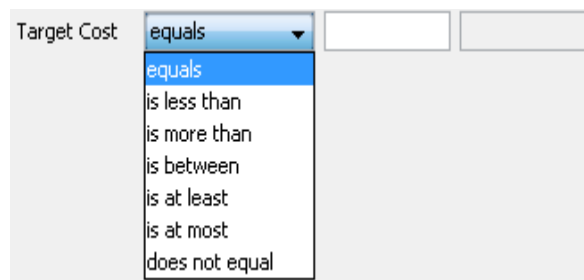 Target Cost equals
equals
is less than
is more than
is between
is at least
is at most
does not equal